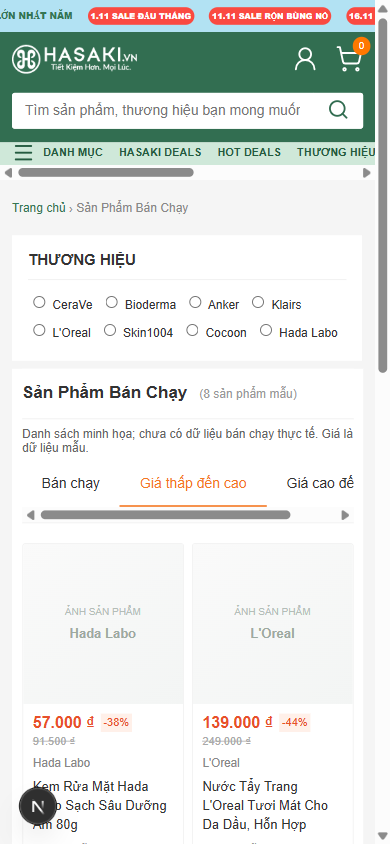 LỚN NHẤT NĂM 1.11 SALE ĐẬU THÁNG 11.11 SALE RỘN BÙNG NỔ 16.11
HASAKI.VN
Tiết Kiệm Hơn. Mọi Lúc.
0
Tìm sản phẩm, thương hiệu bạn mong muốn
DANH MỤC HASAKI DEALS HOT DEALS THƯƠNG HIỆU
Trang chủ › Sản Phẩm Bán Chạy
THƯƠNG HIỆU
CeraVe Bioderma Anker Klairs
L'Oreal Skin1004 Cocoon Hada Labo
Sản Phẩm Bán Chạy (8 sản phẩm mẫu)
Danh sách minh họa; chưa có dữ liệu bán chạy thực tế. Giá là
dữ liệu mẫu.
Bán chạy Giá thấp đến cao Giá cao đế
ẢNH SẢN PHẨM
Hada Labo
ẢNH SẢN PHẨM
L'Oreal
57.000 ₫ -38%
91.500 ₫
Hada Labo
Kem Rửa Mặt Hada
Sạch Sâu Dưỡng
Ẩm 80g
139.000 ₫ -44%
249.000 ₫
L'Oreal
Nước Tẩy Trang
L'Oreal Tươi Mát Cho
Da Dầu, Hỗn Hợp
N